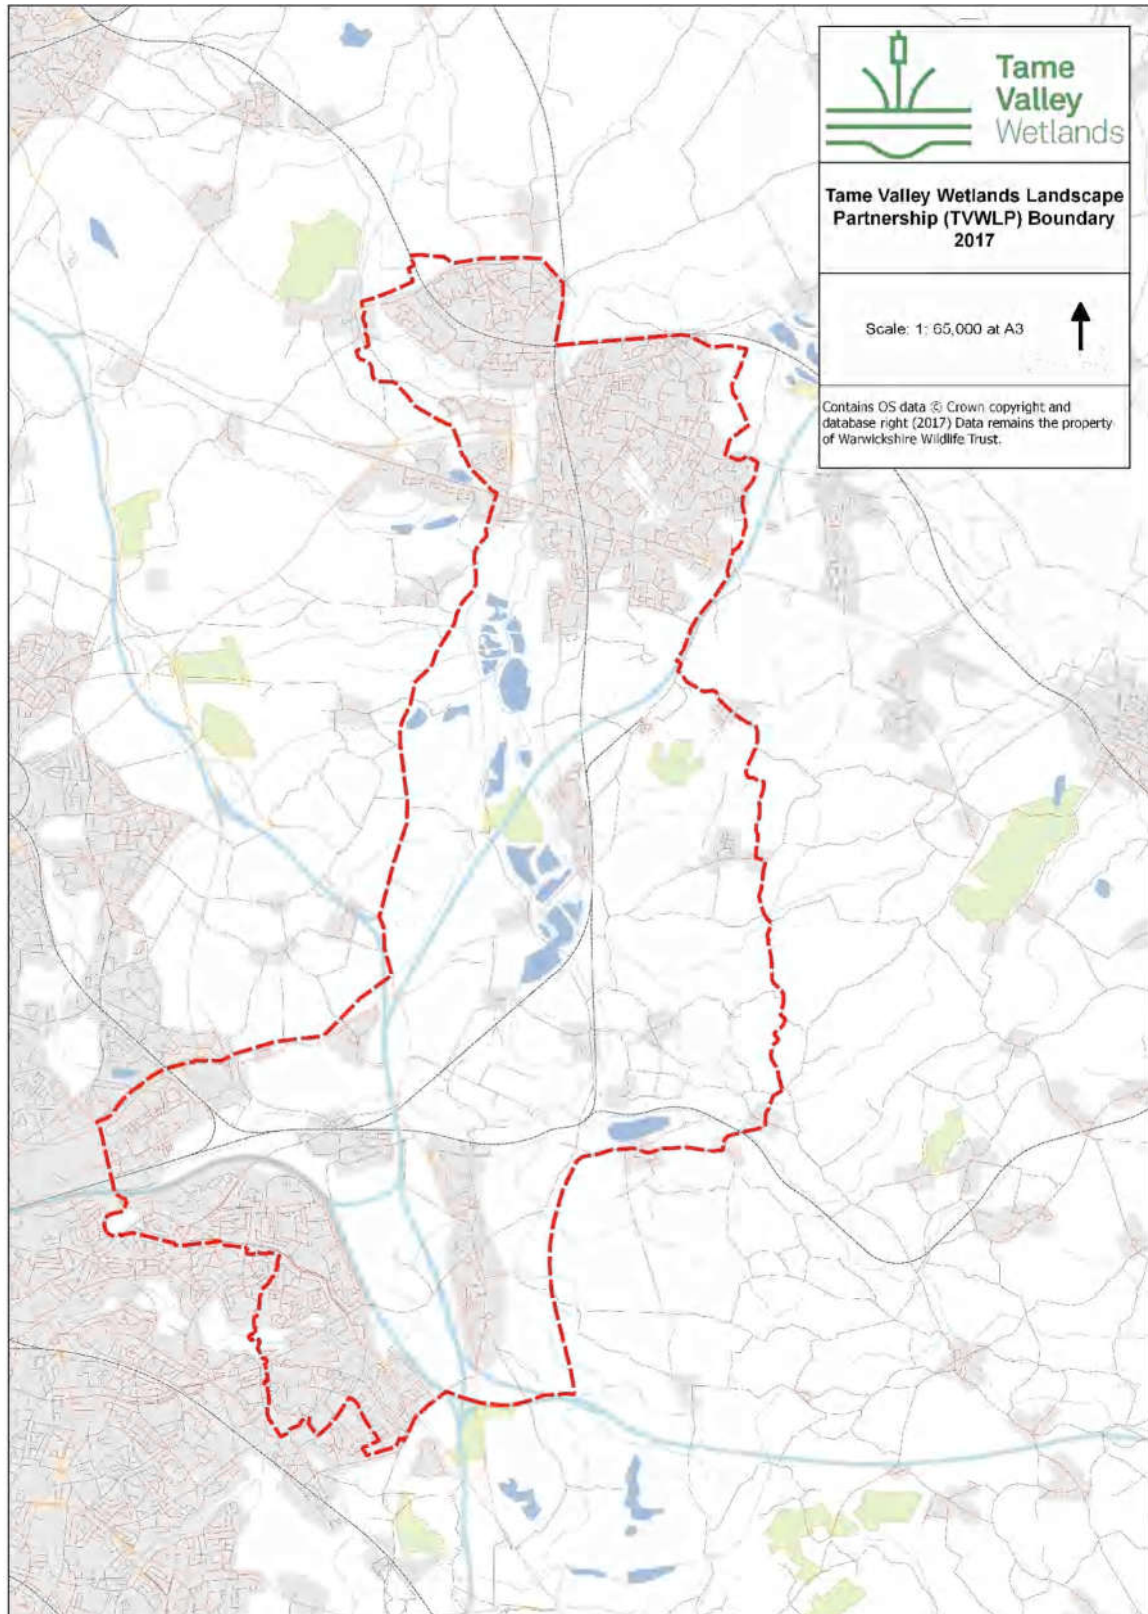 Tame
Valley
Wetlands
Tame Valley Wetlands Landscape
Partnership (TVWLP) Boundary
2017
Scale: 1: 65,000 at A3
Contains OS data © Crown copyright and
database right (2017) Data remains the property
of Warwickshire Wildlife Trust.